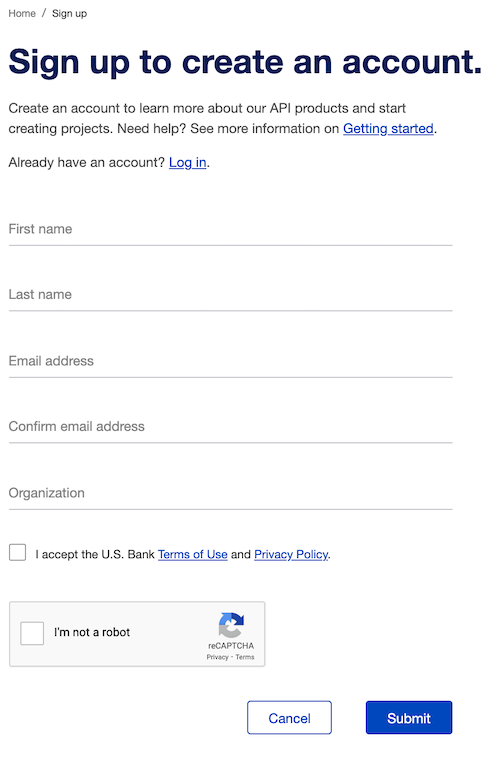 Home / Sign up
Sign up to create an account.
Create an account to learn more about our API products and start
creating projects. Need help? See more information on Getting started.
Already have an account? Log in.
First name
Last name
Email address
Confirm email address
Organization
I accept the U.S. Bank Terms of Use and Privacy Policy.
I'm not a robot
reCAPTCHA
Privacy - Terms
Cancel
Submit